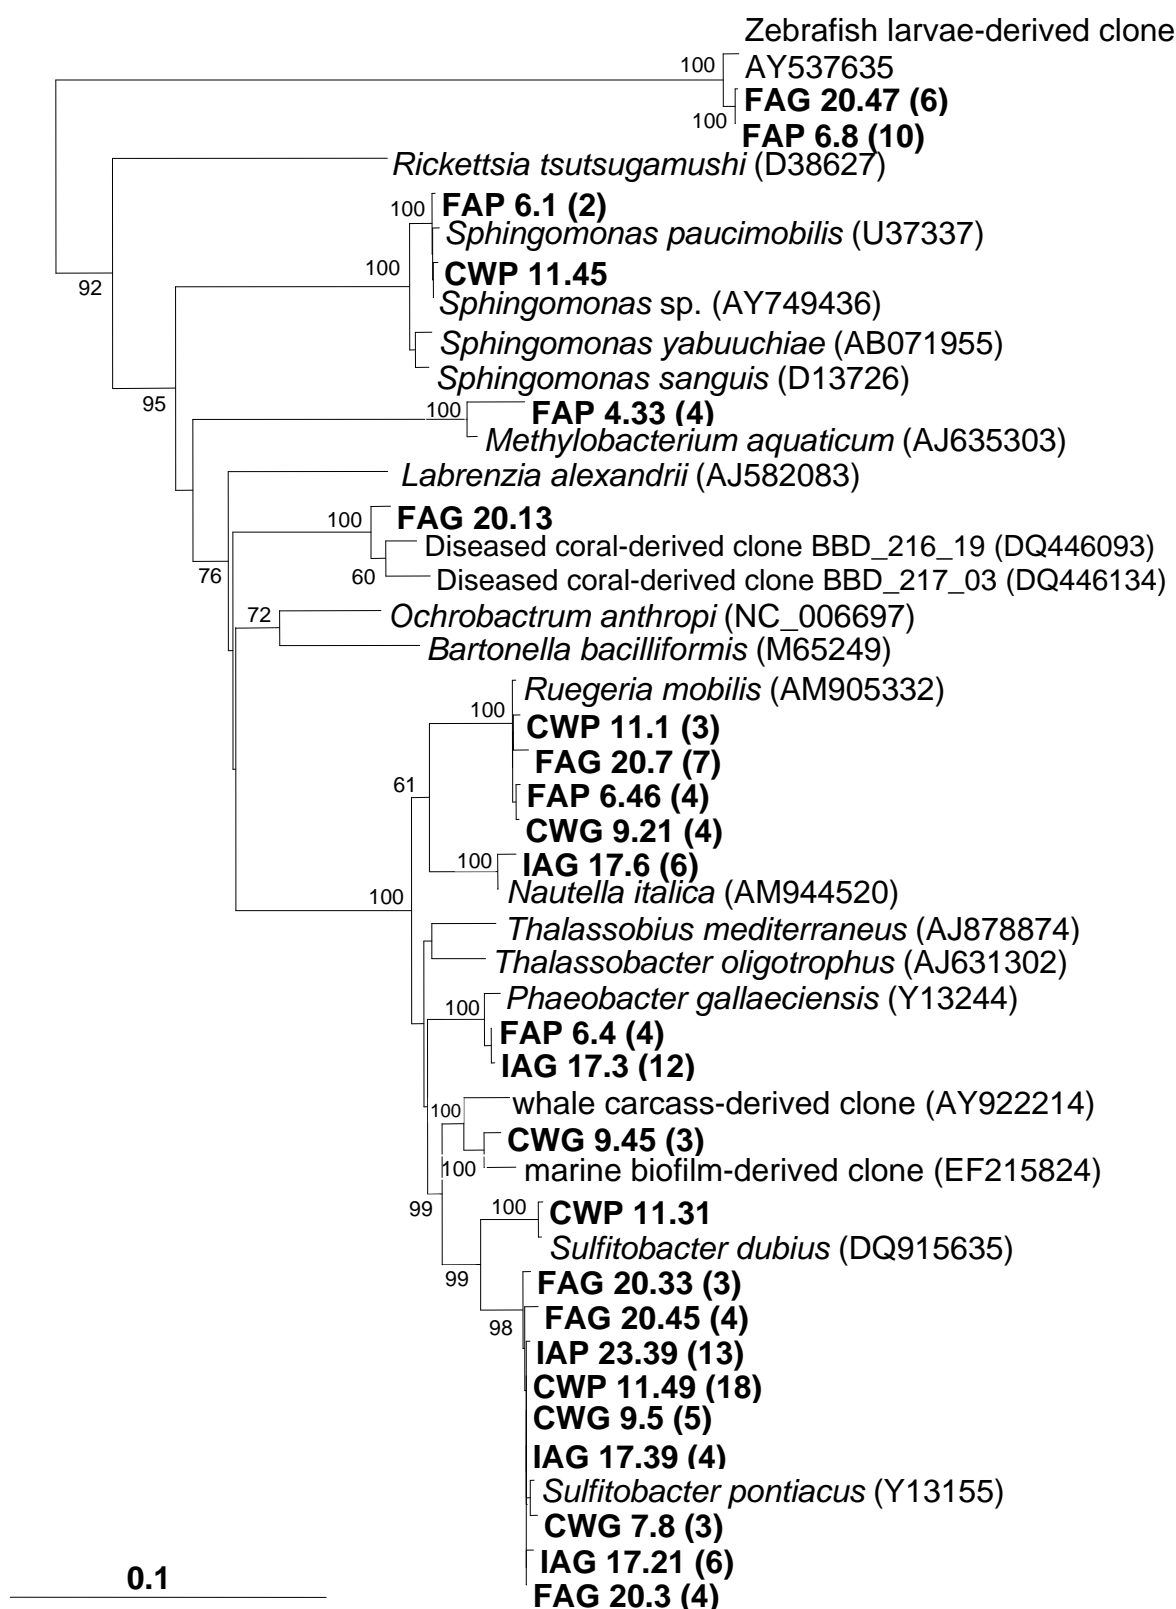 Zebrafish larvae-derived clone
100 AY537635
FAG 20.47 (6)
100
FAP 6.8 (10)
Rickettsia tsutsugamushi (D38627)
100 FAP 6.1 (2)
Sphingomonas paucimobilis (U37337)
100 CWP 11.45
92
Sphingomonas sp. (AY749436)
Sphingomonas yabuuchiae (AB071955)
Sphingomonas sanguis (D13726)
95
100 FAP 4.33 (4)
Methylobacterium aquaticum (AJ635303)
Labrenzia alexandrii (AJ582083)
100 FAG 20.13
Diseased coral-derived clone BBD_216_19 (DQ446093)
76 60 Diseased coral-derived clone BBD_217_03 (DQ446134)
72 Ochrobactrum anthropi (NC_006697)
Bartonella bacilliformis (M65249)
Ruegeria mobilis (AM905332)
100
CWP 11.1 (3)
FAG 20.7 (7)
61
FAP 6.46 (4)
CWG 9.21 (4)
100 IAG 17.6 (6)
100 Nautella italica (AM944520)
Thalassobius mediterraneus (AJ878874)
Thalassobacter oligotrophus (AJ631302)
Phaeobacter gallaeciensis (Y13244)
100
FAP 6.4 (4)
IAG 17.3 (12)
100 whale carcass-derived clone (AY922214)
CWG 9.45 (3)
100 marine biofilm-derived clone (EF215824)
99 100 CWP 11.31
Sulfitobacter dubius (DQ915635)
99 FAG 20.33 (3)
FAG 20.45 (4)
98
IAP 23.39 (13)
CWP 11.49 (18)
CWG 9.5 (5)
IAG 17.39 (4)
Sulfitobacter pontiacus (Y13155)
CWG 7.8 (3)
IAG 17.21 (6)
0.1
FAG 20.3 (4)